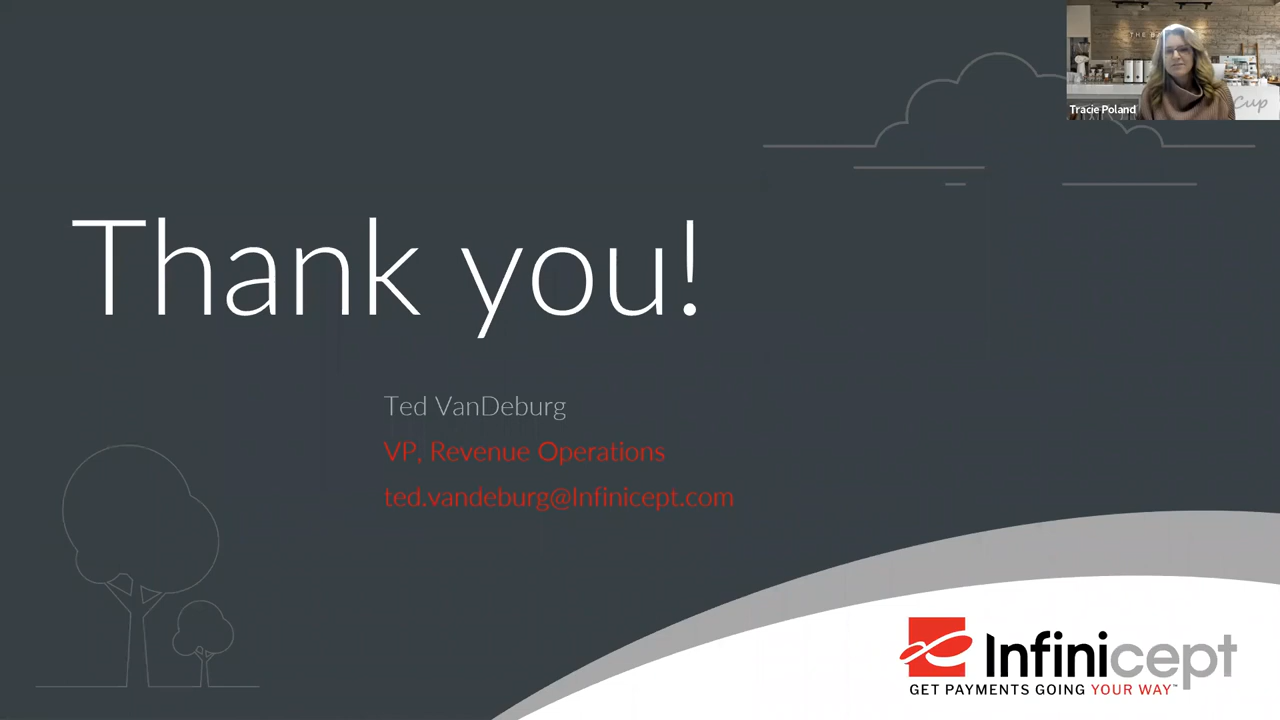 Tracie Poland
Cup
Thank you!
Ted VanDeburg
VP, Revenue Operations
ted.vandeburg@Infinicept.com
Infinicept
GET PAYMENTS GOING YOUR WAY™